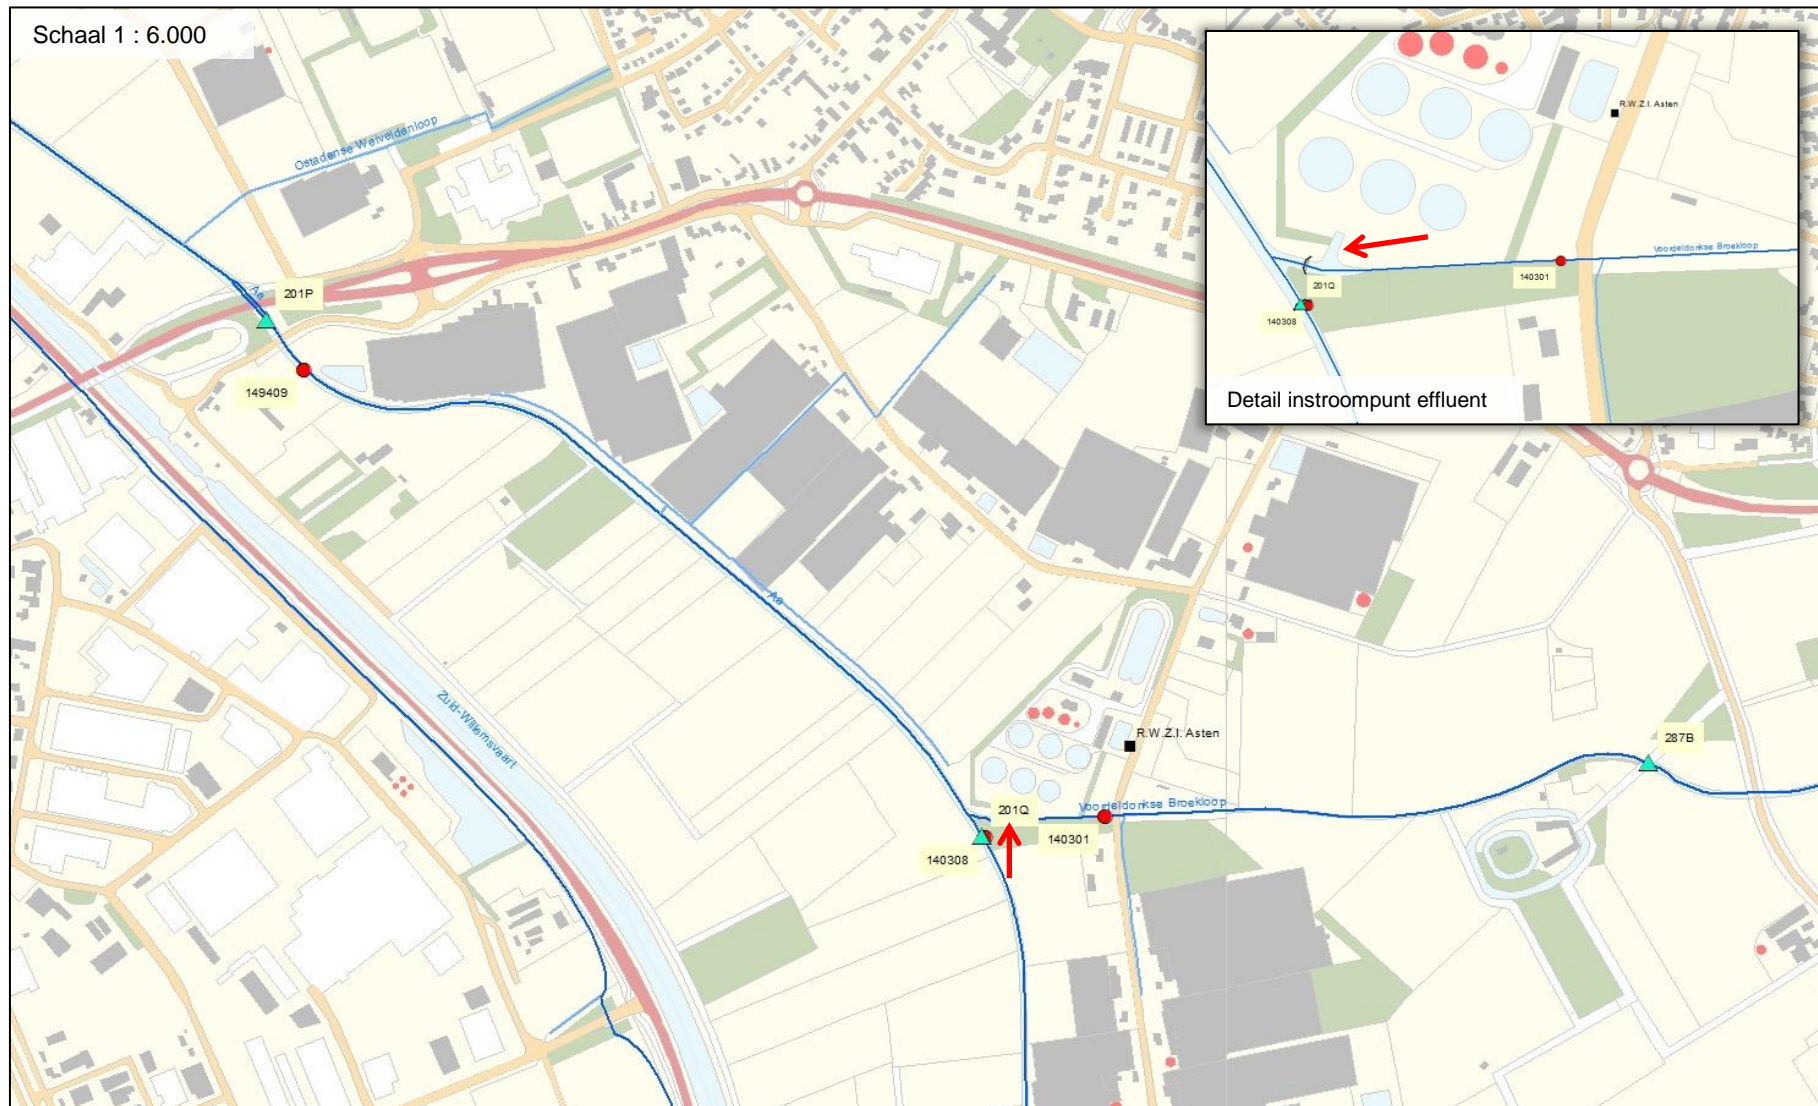 Schaal 1 : 6.000
Ostadense Weiveldenloop
Aa
201P
149409
R.W.Z.I. Asten
Voordeldonkse Broekloop
140301
201Q
140308
Detail instroompunt effluent
Aa
Zuid-Willemsvaart
R.W.Z.I. Asten
287B
201Q
Voordeldonkse Broekloop
140301
140308